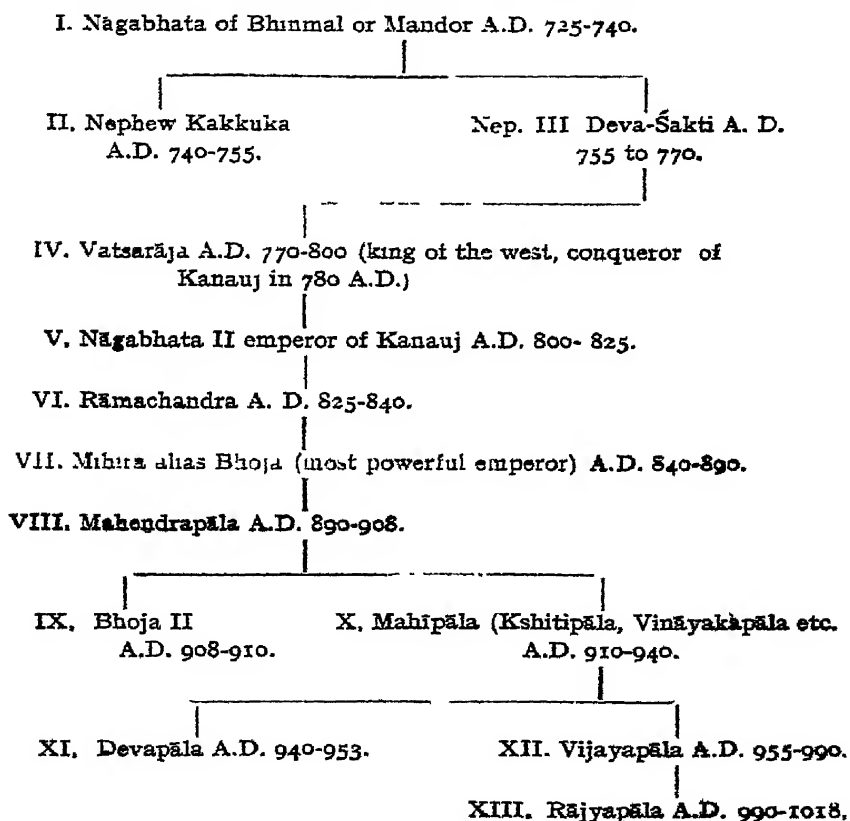 I. Nāgabhata of Bhinmal or Mandor A.D. 725-740.
II. Nephew Kakkuka
A.D. 740-755.
Nep. III Deva-Śakti A. D.
755 to 770.
IV. Vatsarāja A.D. 770-800 (king of the west, conqueror of
Kanauj in 780 A.D.)
V. Nāgabhata II emperor of Kanauj A.D. 800- 825.
VI. Rāmachandra A. D. 825-840.
VII. Mihira alias Bhoja (most powerful emperor) A.D. 840-890.
VIII. Mahendrapāla A.D. 890-908.
IX. Bhoja II
A.D. 908-910.
X. Mahīpāla (Kshitipāla, Vināyakapāla etc.
A.D. 910-940.
XI. Devapāla A.D. 940-953.
XII. Vijayapāla A.D. 955-990.
XIII. Rājyapāla A.D. 990-1018.